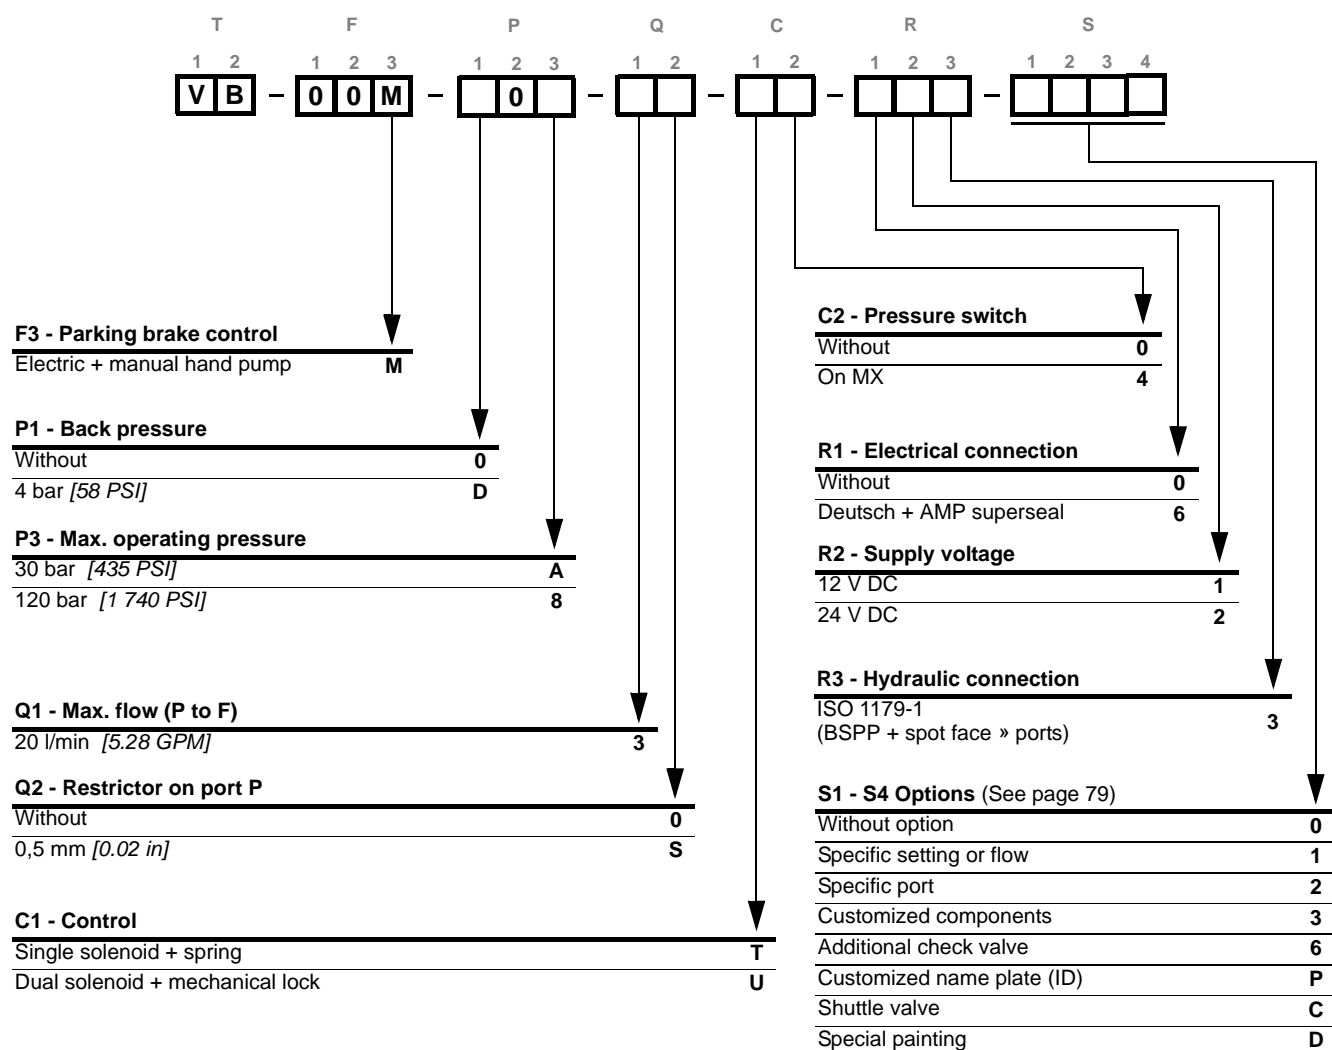 T F P Q C R S
1 2 1 2 3 1 2 3 1 2 1 2 1 2 3 1 2 3 4
V B – 0 0 M – 0 – – – –
F3 - Parking brake control
Electric + manual hand pump M
P1 - Back pressure
Without 0
4 bar [58 PSI] D
P3 - Max. operating pressure
30 bar [435 PSI] A
120 bar [1 740 PSI] 8
Q1 - Max. flow (P to F)
20 l/min [5.28 GPM] 3
Q2 - Restrictor on port P
Without 0
0,5 mm [0.02 in] S
C1 - Control
Single solenoid + spring T
Dual solenoid + mechanical lock U
C2 - Pressure switch
Without 0
On MX 4
R1 - Electrical connection
Without 0
Deutsch + AMP superseal 6
R2 - Supply voltage
12 V DC 1
24 V DC 2
R3 - Hydraulic connection
ISO 1179-1
(BSPP + spot face » ports) 3
S1 - S4 Options (See page 79)
Without option 0
Specific setting or flow 1
Specific port 2
Customized components 3
Additional check valve 6
Customized name plate (ID) P
Shuttle valve C
Special painting D